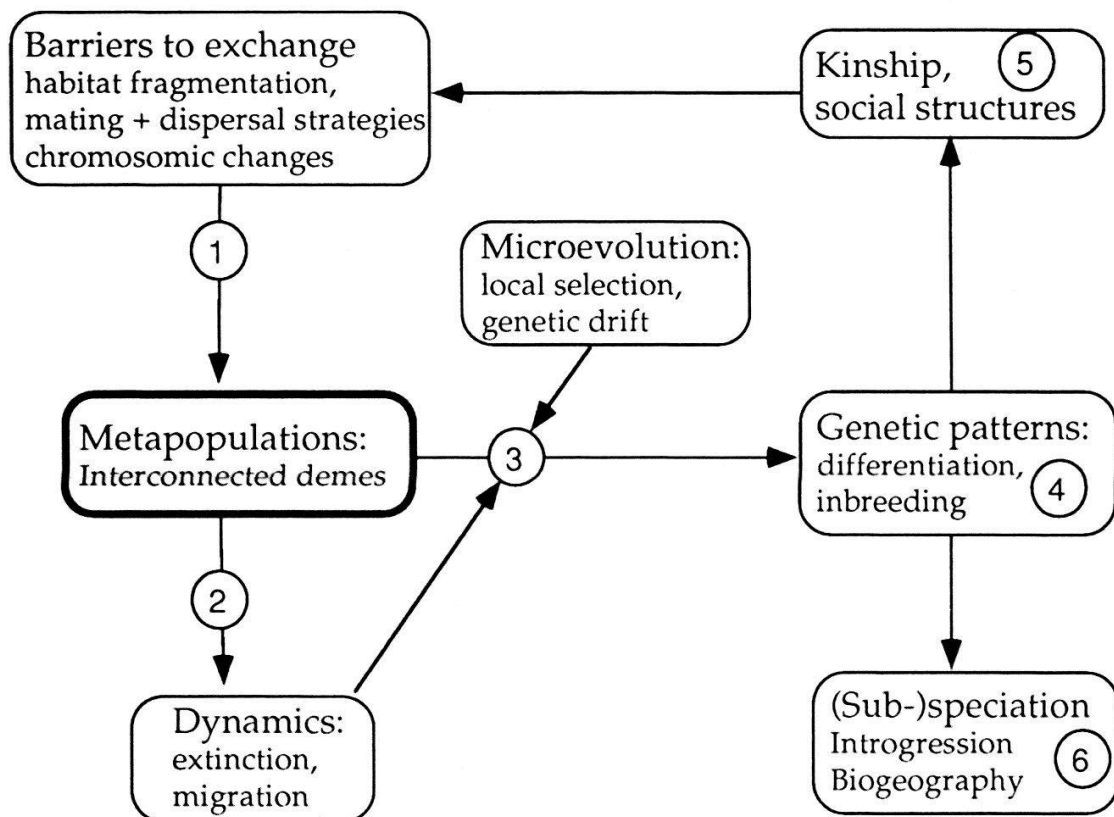 Barriers to exchange
habitat fragmentation,
mating + dispersal strategies
chromosomic changes
Kinship,
5
social structures
1
Microevolution:
local selection,
genetic drift
Metapopulations:
Interconnected demes
3
Genetic patterns:
differentiation,
inbreeding
4
2
Dynamics:
extinction,
migration
(Sub-)speciation
Introgression
Biogeography
6